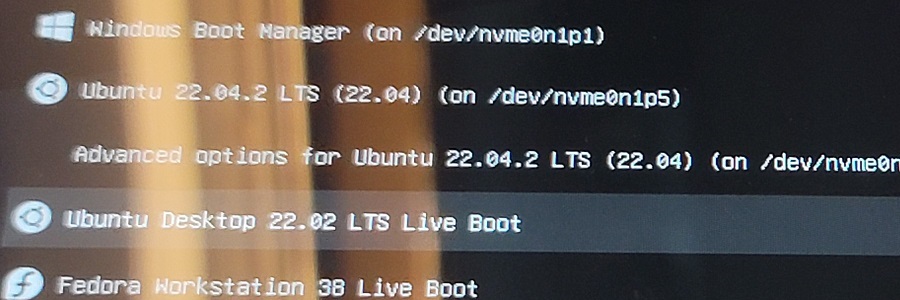 Windows Boot Manager (on /dev/nvme0n1p1)
Ubuntu 22.04.2 LTS (22.04) (on /dev/nvme0n1p5)
Advanced options for Ubuntu 22.04.2 LTS (22.04) (on /dev/nvme0n
Ubuntu Desktop 22.02 LTS Live Boot
Fedora Workstation 38 Live Boot